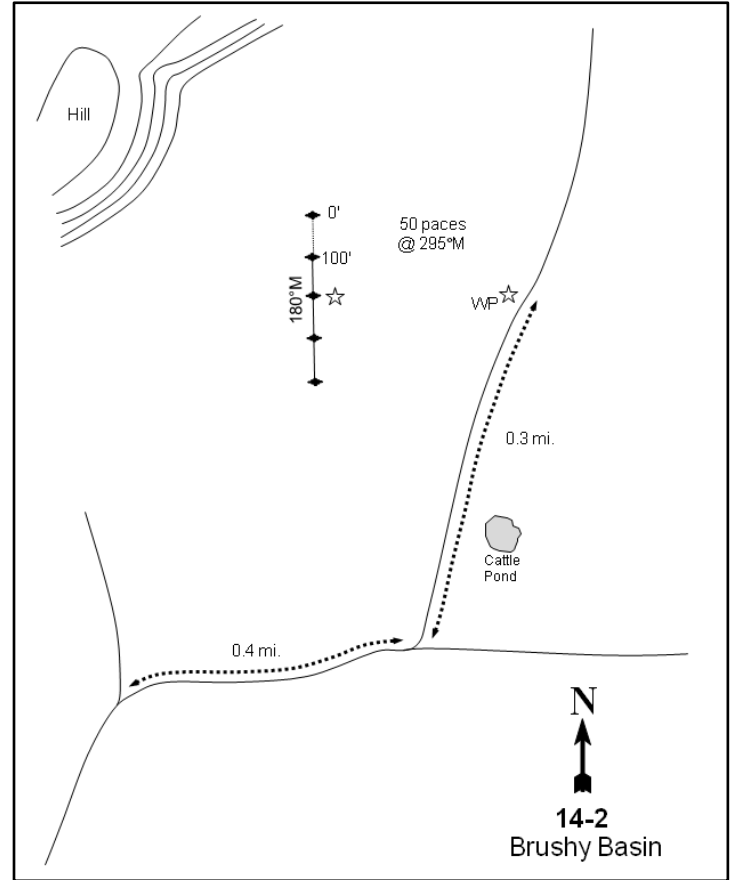 Hill
0'
50 paces
@ 295°M
100'
180°M
WP
0.3 mi.
Cattle
Pond
0.4 mi.
N
14-2
Brushy Basin